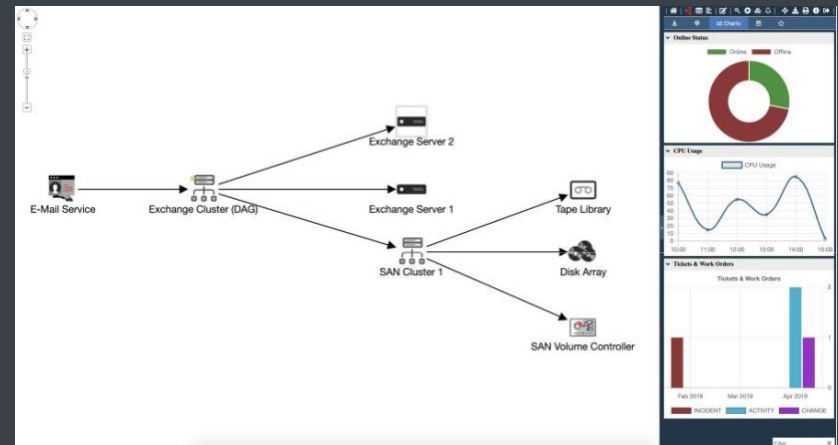 Exchange Server 2
E-Mail Service
Exchange Cluster (DAG)
Exchange Server 1
Tape Library
SAN Cluster 1
Disk Array
SAN Volume Controller
Charts
Online Status
Online Offline
CPU Usage
CPU Usage
90
80
70
60
50
40
30
20
10
0
10:00 11:00 12:00 13:00 14:00 15:00
Tickets & Work Orders
Tickets & Work Orders
2
1
0
Feb 2019 Mar 2019 Apr 2019
INCIDENT ACTIVITY CHANGE
Filter